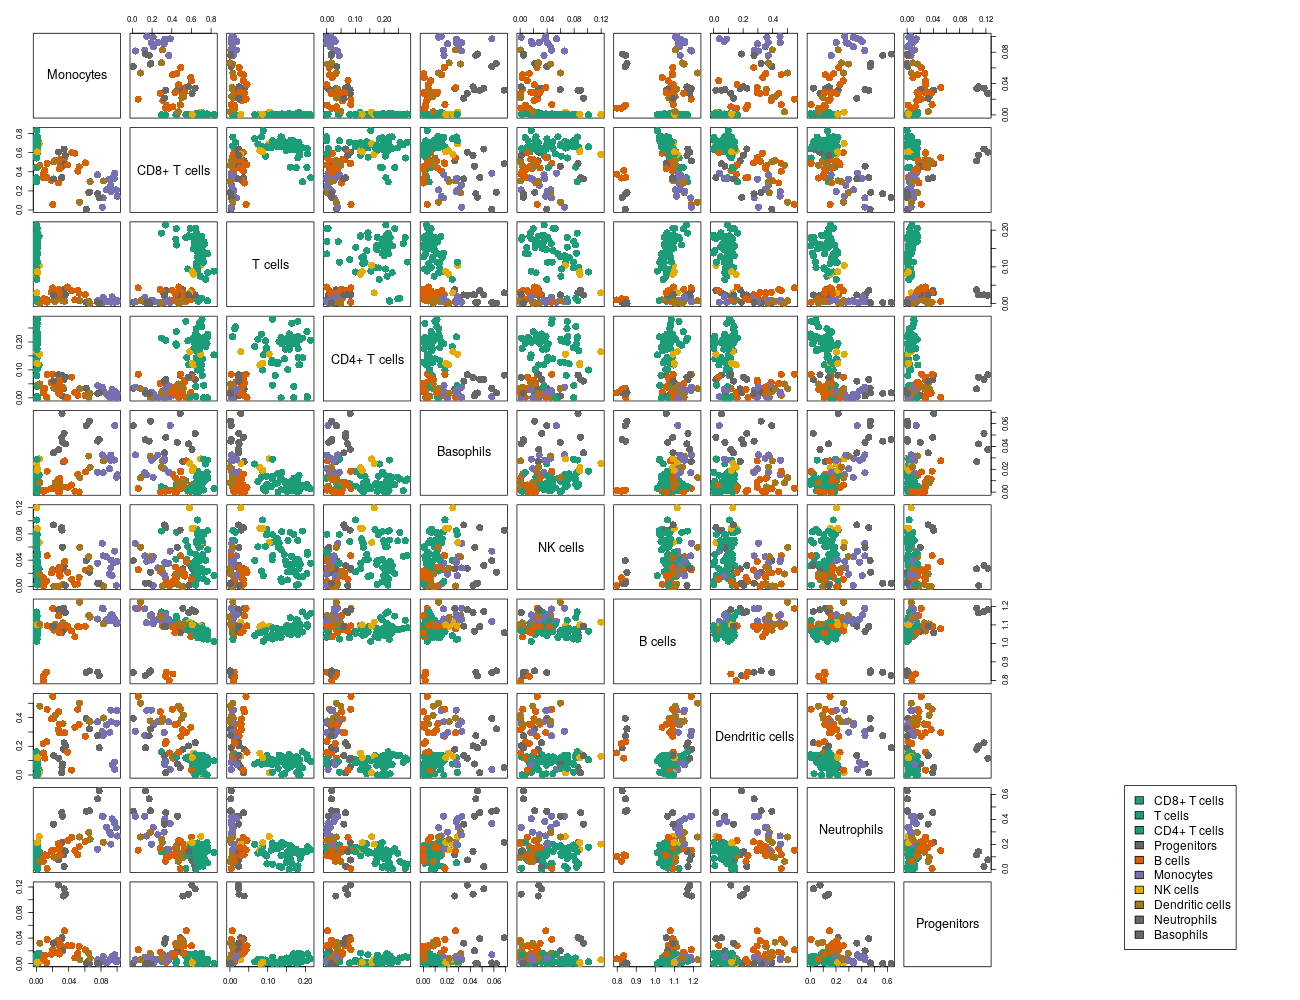 0.0 0.2 0.4 0.6 0.8 0.00 0.10 0.20 0.00 0.04 0.08 0.12 0.0 0.2 0.4 0.00 0.04 0.08 0.12
Monocytes
0.00 0.04 0.08
CD8+ T cells
0.0 0.2 0.4 0.6 0.8
T cells
0.00 0.10 0.20
CD4+ T cells
0.00 0.10 0.20
Basophils
0.00 0.02 0.04 0.06
NK cells
0.00 0.04 0.08 0.12
B cells
0.8 0.9 1.0 1.1 1.2
Dendritic cells
0.0 0.2 0.4
Neutrophils
0.0 0.2 0.4 0.6
Progenitors
0.00 0.04 0.08 0.12
0.00 0.04 0.08 0.00 0.10 0.20 0.00 0.02 0.04 0.06 0.8 0.9 1.0 1.1 1.2 0.0 0.2 0.4 0.6
CD8+ T cells
T cells
CD4+ T cells
Progenitors
B cells
Monocytes
NK cells
Dendritic cells
Neutrophils
Basophils